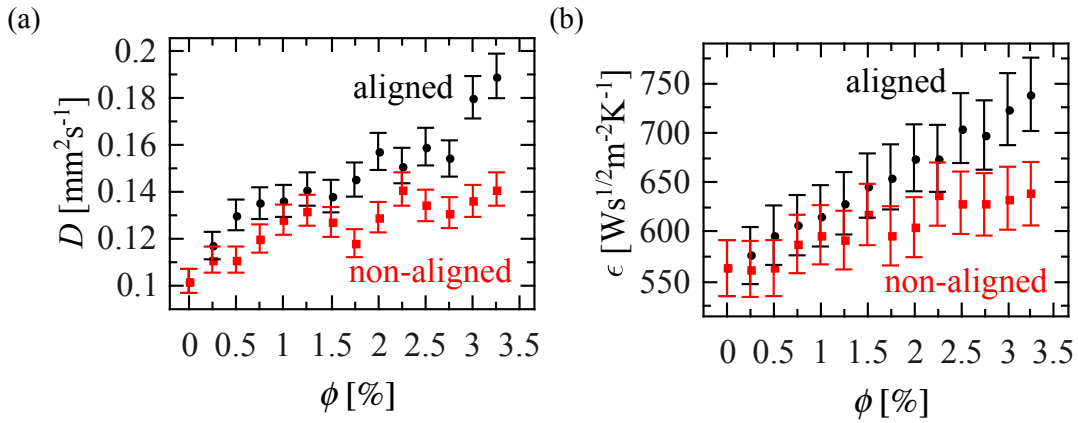 (a)
0.2
0.18
0.16
0.14
0.12
0.1
D [mm²s⁻¹]
aligned
non-aligned
0 0.5 1 1.5 2 2.5 3 3.5
ϕ [%]
(b)
750
700
650
600
550
ϵ [Ws¹/²m⁻²K⁻¹]
aligned
non-aligned
0 0.5 1 1.5 2 2.5 3 3.5
ϕ [%]